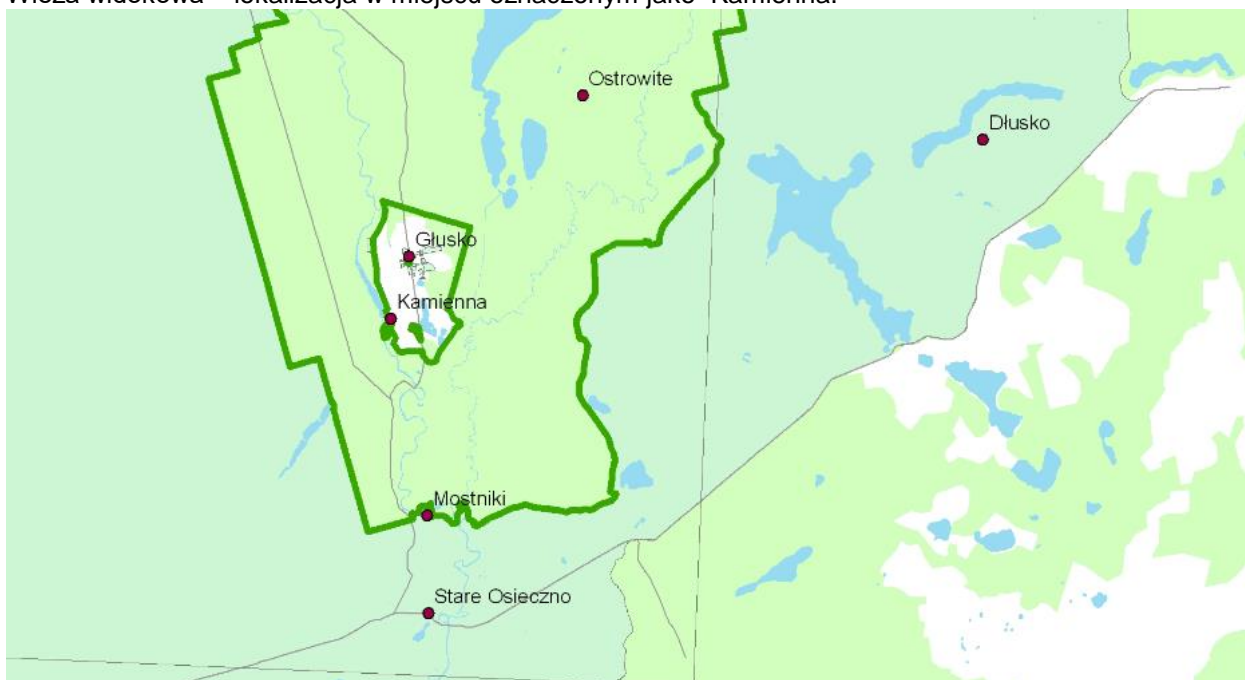 Wieża widokowa – lokalizacja w miejscu oznaczonym jako Kamienna.
Ostrowite
Dłusko
Głusko
Kamienna
Mostniki
Stare Osieczno